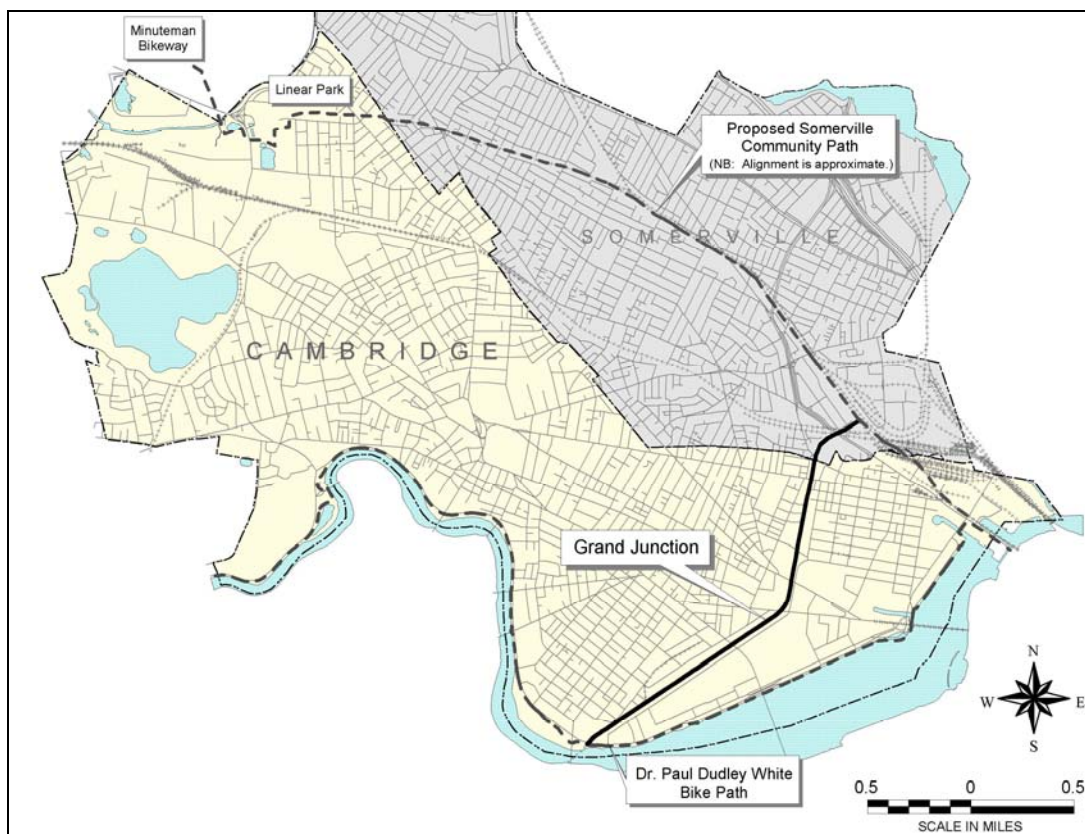 Minuteman
Bikeway
Linear Park
Proposed Somerville
Community Path
(NB: Alignment is approximate.)
SOMERVILLE
CAMBRIDGE
Grand Junction
Dr. Paul Dudley White
Bike Path
N
W E
S
0.5 0 0.5
SCALE IN MILES